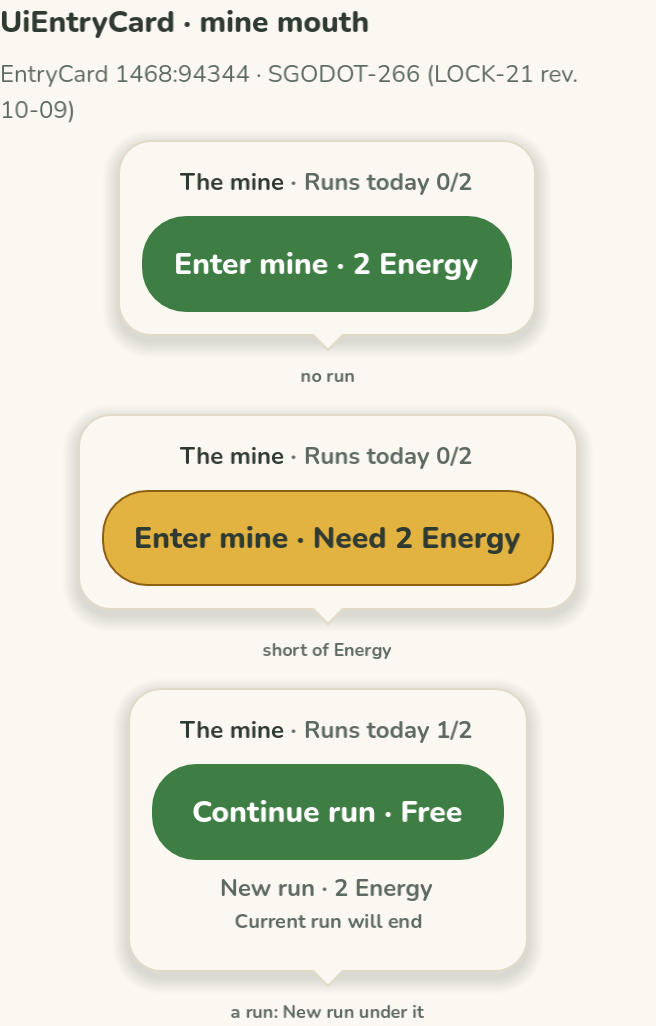 UiEntryCard · mine mouth
EntryCard 1468:94344 · SGODOT-266 (LOCK-21 rev.
10-09)
The mine · Runs today 0/2
Enter mine · 2 Energy
no run
The mine · Runs today 0/2
Enter mine · Need 2 Energy
short of Energy
The mine · Runs today 1/2
Continue run · Free
New run · 2 Energy
Current run will end
a run: New run under it